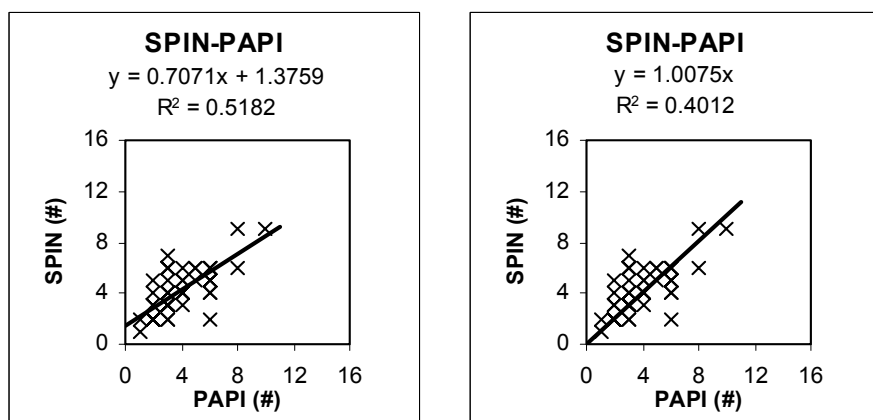 SPIN-PAPI
y = 0.7071x + 1.3759
R² = 0.5182
16
12
8
4
0
SPIN (#)
0 4 8 12 16
PAPI (#)
SPIN-PAPI
y = 1.0075x
R² = 0.4012
16
12
8
4
0
SPIN (#)
0 4 8 12 16
PAPI (#)